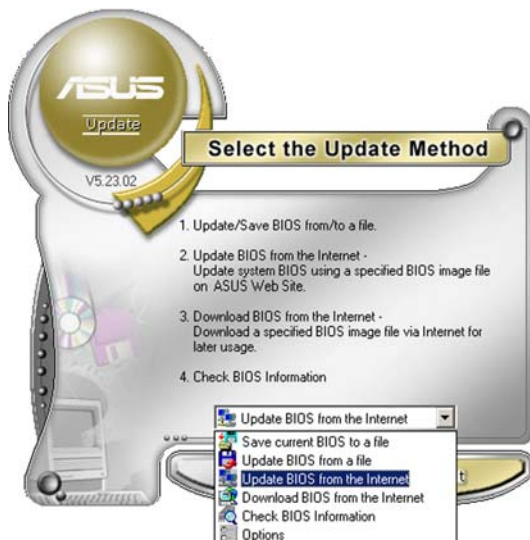 ASUS
Update
V5.23.02
Select the Update Method
1. Update/Save BIOS from/to a file.
2. Update BIOS from the Internet -
Update system BIOS using a specified BIOS image file
on ASUS Web Site.
3. Download BIOS from the Internet -
Download a specified BIOS image file via Internet for
later usage.
4. Check BIOS Information
Update BIOS from the Internet
Save current BIOS to a file
Update BIOS from a file
Update BIOS from the Internet
Download BIOS from the Internet
Check BIOS Information
Options